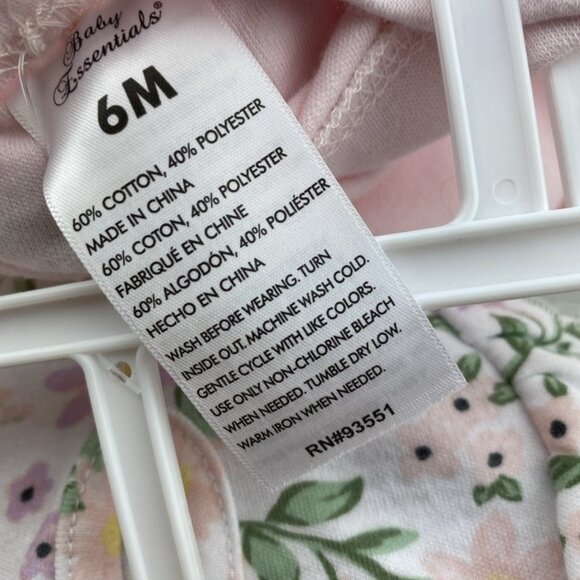 Baby
Essentials®
6M
60% COTTON, 40% POLYESTER
MADE IN CHINA
60% COTON, 40% POLYESTER
FABRIQUÉ EN CHINE
60% ALGODÓN, 40% POLIÉSTER
HECHO EN CHINA
WASH BEFORE WEARING. TURN
INSIDE OUT. MACHINE WASH COLD.
GENTLE CYCLE WITH LIKE COLORS.
USE ONLY NON-CHLORINE BLEACH
WHEN NEEDED. TUMBLE DRY LOW.
WARM IRON WHEN NEEDED.
RN#93551